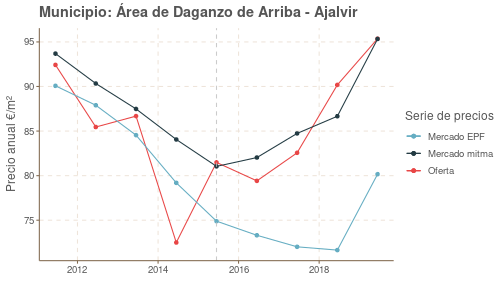 Municipio: Área de Daganzo de Arriba - Ajalvir
Precio anual €/m²
95
90
85
80
75
2012
2014
2016
2018
Serie de precios
Mercado EPF
Mercado mitma
Oferta